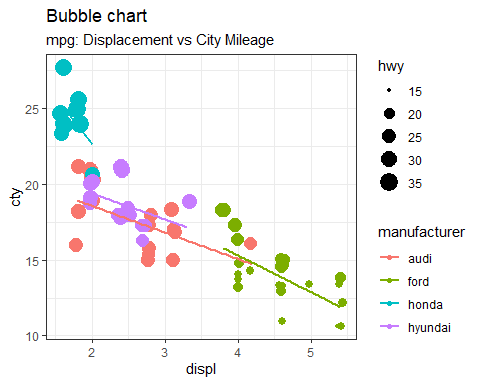 Bubble chart
mpg: Displacement vs City Mileage
cty
25
20
15
10
2
3
4
5
displ
hwy
15
20
25
30
35
manufacturer
audi
ford
honda
hyundai